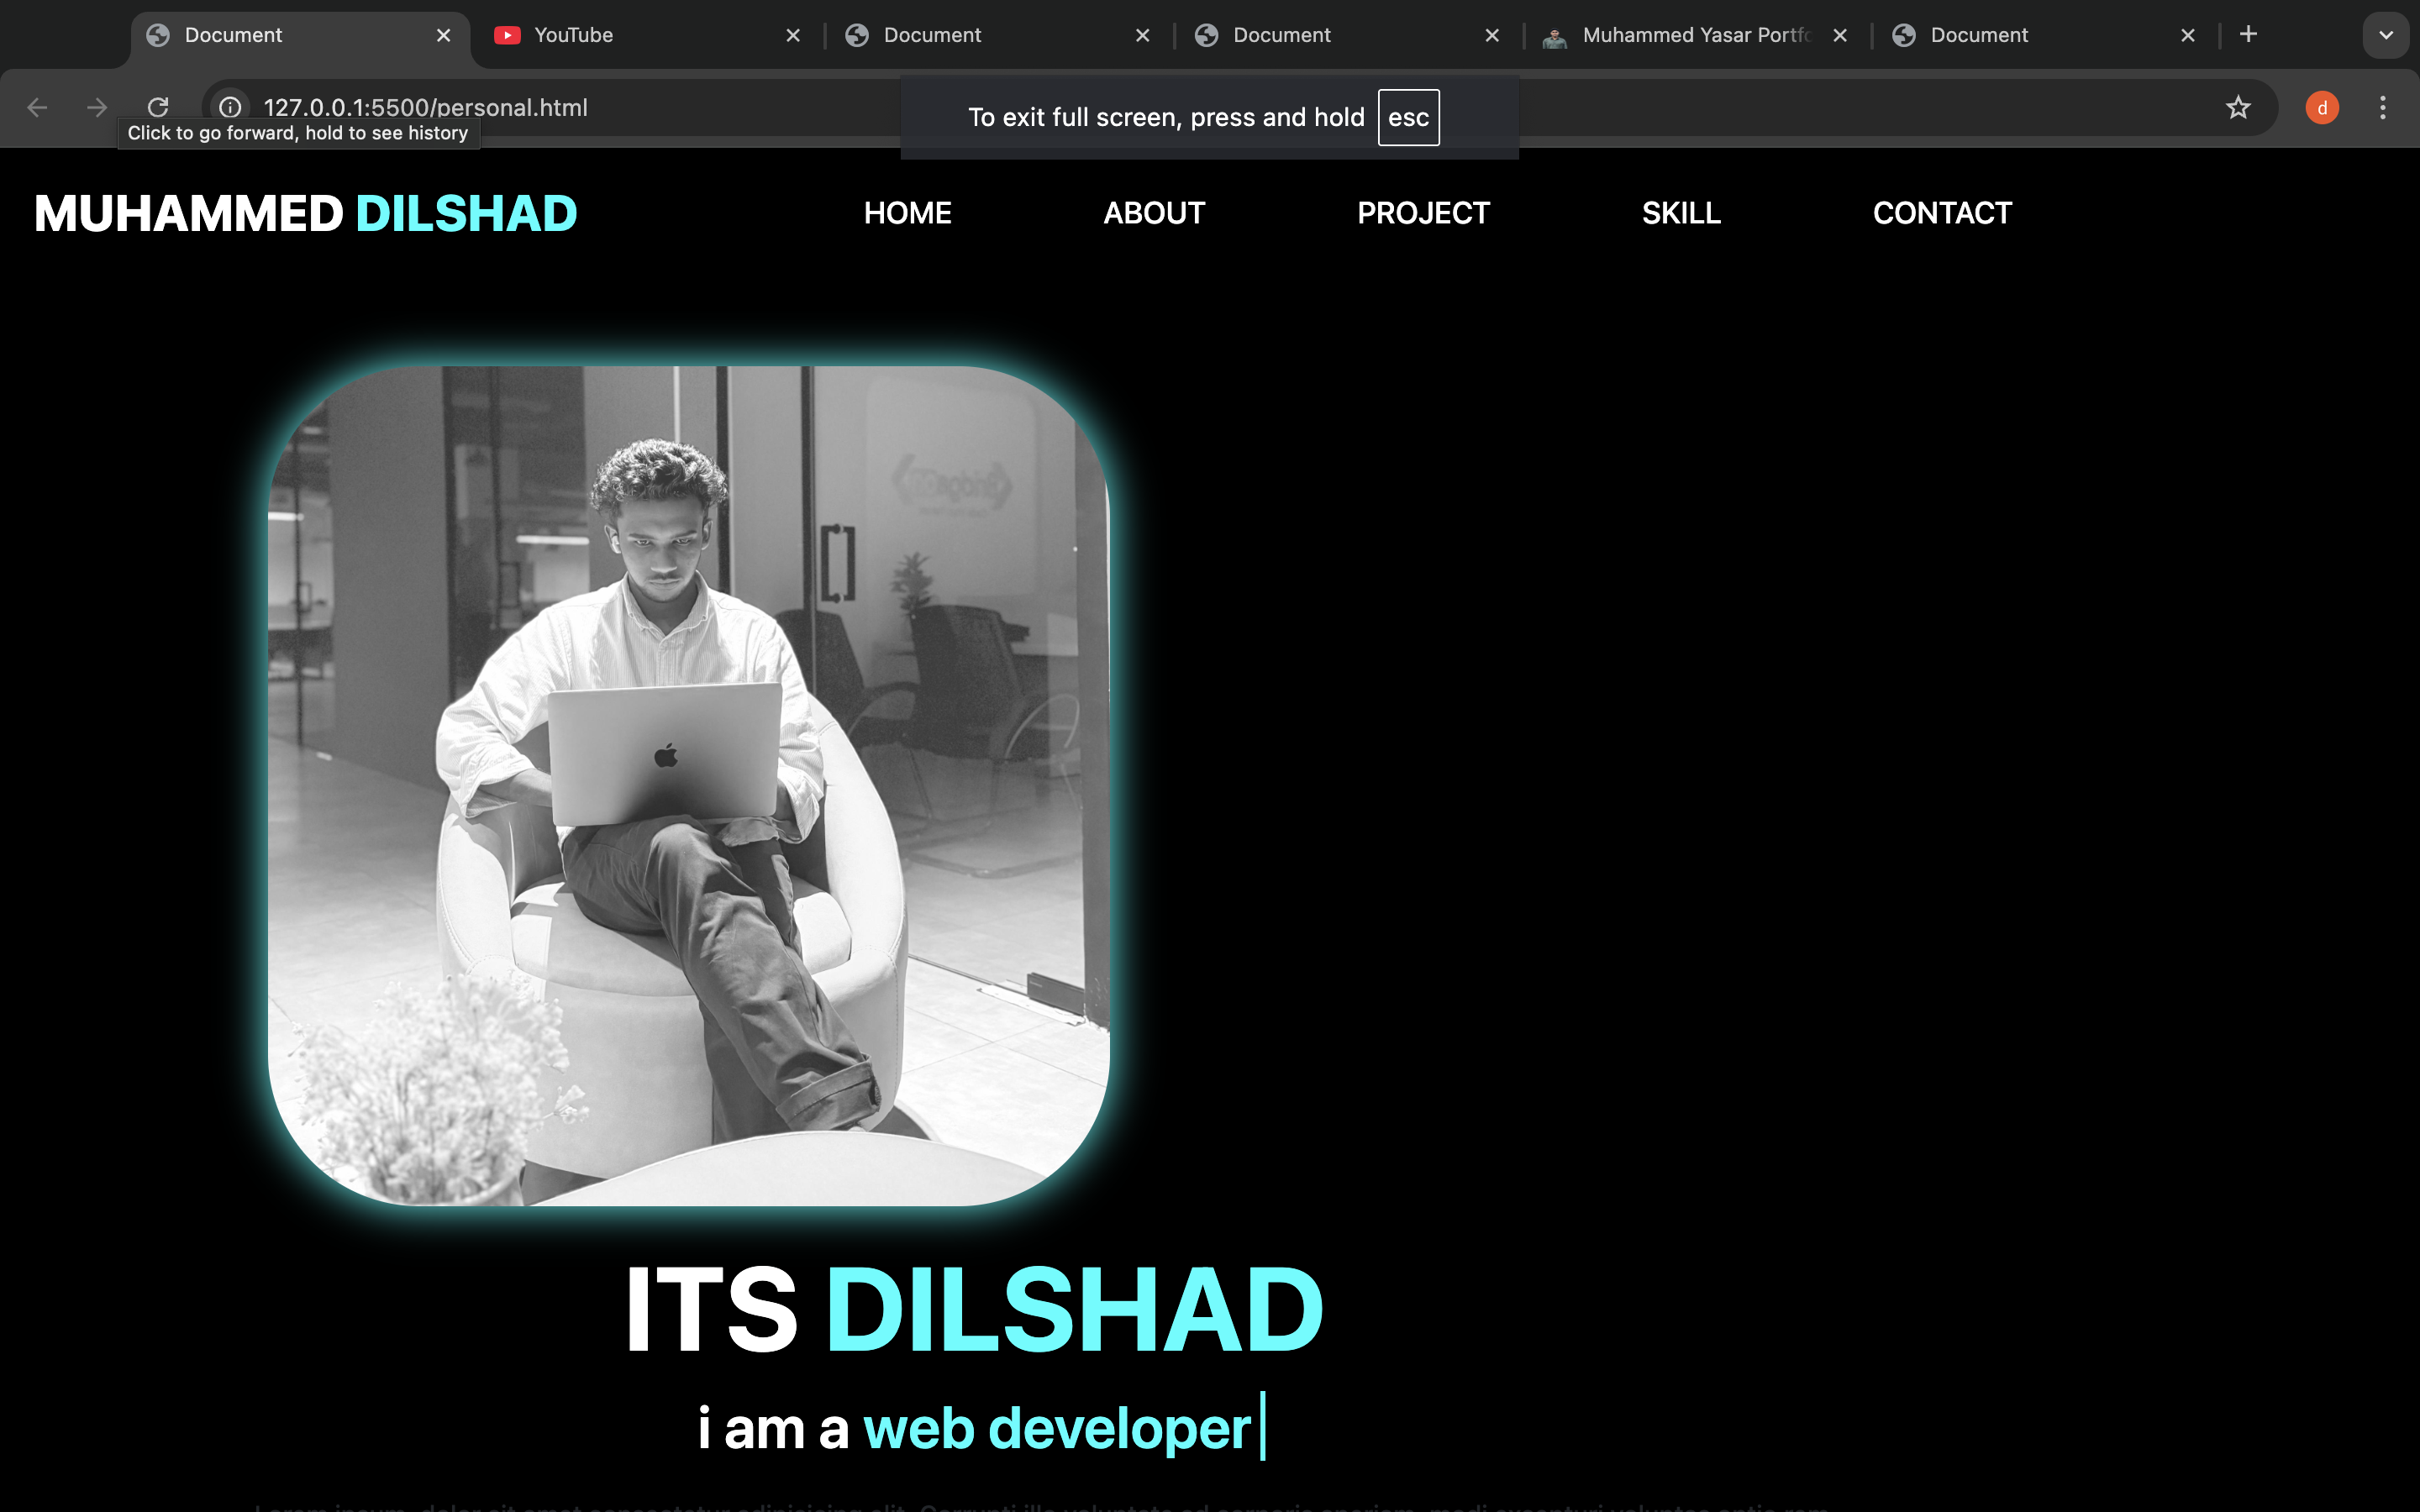 Document YouTube Document Document Muhammed Yasar Portfo Document
127.0.0.1:5500/personal.html
To exit full screen, press and hold esc
d
Click to go forward, hold to see history
MUHAMMED DILSHAD HOME ABOUT PROJECT SKILL CONTACT
ITS DILSHAD
i am a web developer